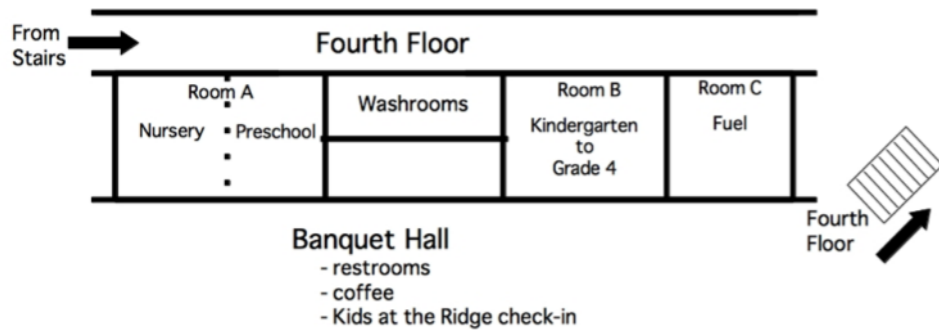 From
Stairs
Fourth Floor
Room A
Nursery
Preschool
Washrooms
Room B
Kindergarten
to
Grade 4
Room C
Fuel
Fourth
Floor
Banquet Hall
- restrooms
- coffee
- Kids at the Ridge check-in